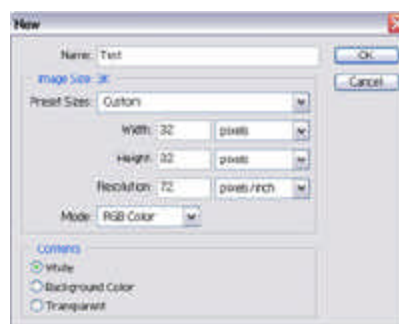 New
Name: Test
OK
Image Size: 3K
Cancel
Preset Sizes: Custom
Width: 32 pixels
Height: 32 pixels
Resolution: 72 pixels/inch
Mode: RGB Color
Contents
White
Background Color
Transparent